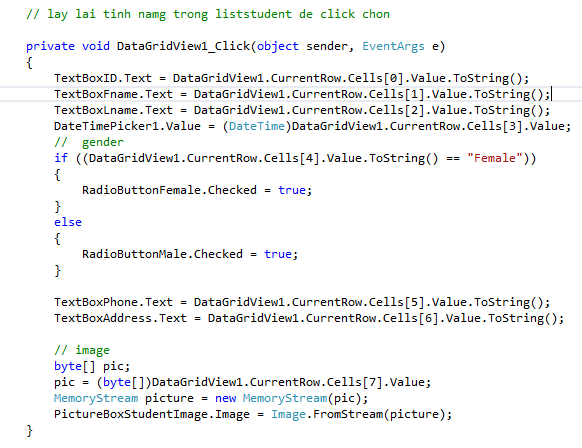 // lay lai tinh namg trong liststudent de click chon
private void DataGridView1_Click(object sender, EventArgs e)
{
TextBoxID.Text = DataGridView1.CurrentRow.Cells[0].Value.ToString();
TextBoxFname.Text = DataGridView1.CurrentRow.Cells[1].Value.ToString();
TextBoxLname.Text = DataGridView1.CurrentRow.Cells[2].Value.ToString();
DateTimePicker1.Value = (DateTime)DataGridView1.CurrentRow.Cells[3].Value;
//  gender
if ((DataGridView1.CurrentRow.Cells[4].Value.ToString() == "Female"))
{
RadioButtonFemale.Checked = true;
}
else
{
RadioButtonMale.Checked = true;
}
TextBoxPhone.Text = DataGridView1.CurrentRow.Cells[5].Value.ToString();
TextBoxAddress.Text = DataGridView1.CurrentRow.Cells[6].Value.ToString();
// image
byte[] pic;
pic = (byte[])DataGridView1.CurrentRow.Cells[7].Value;
MemoryStream picture = new MemoryStream(pic);
PictureBoxStudentImage.Image = Image.FromStream(picture);
}